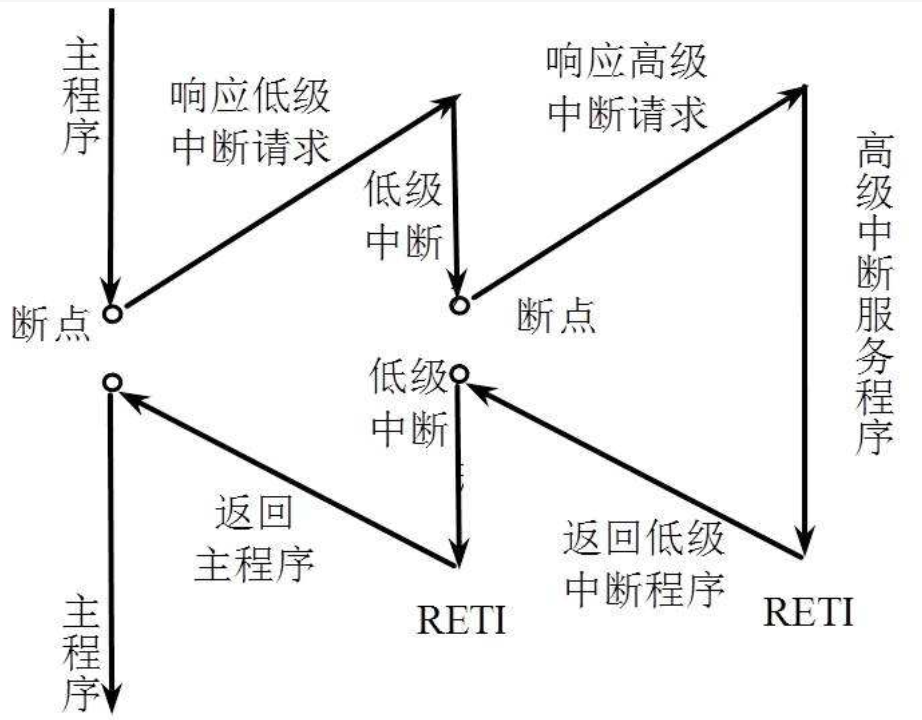 主程序
响应低级
中断请求
响应高级
中断请求
低级
中断
高级中断服务程序
断点
断点
低级
中断
返回
主程序
返回低级
中断程序
主程序
RETI
RETI